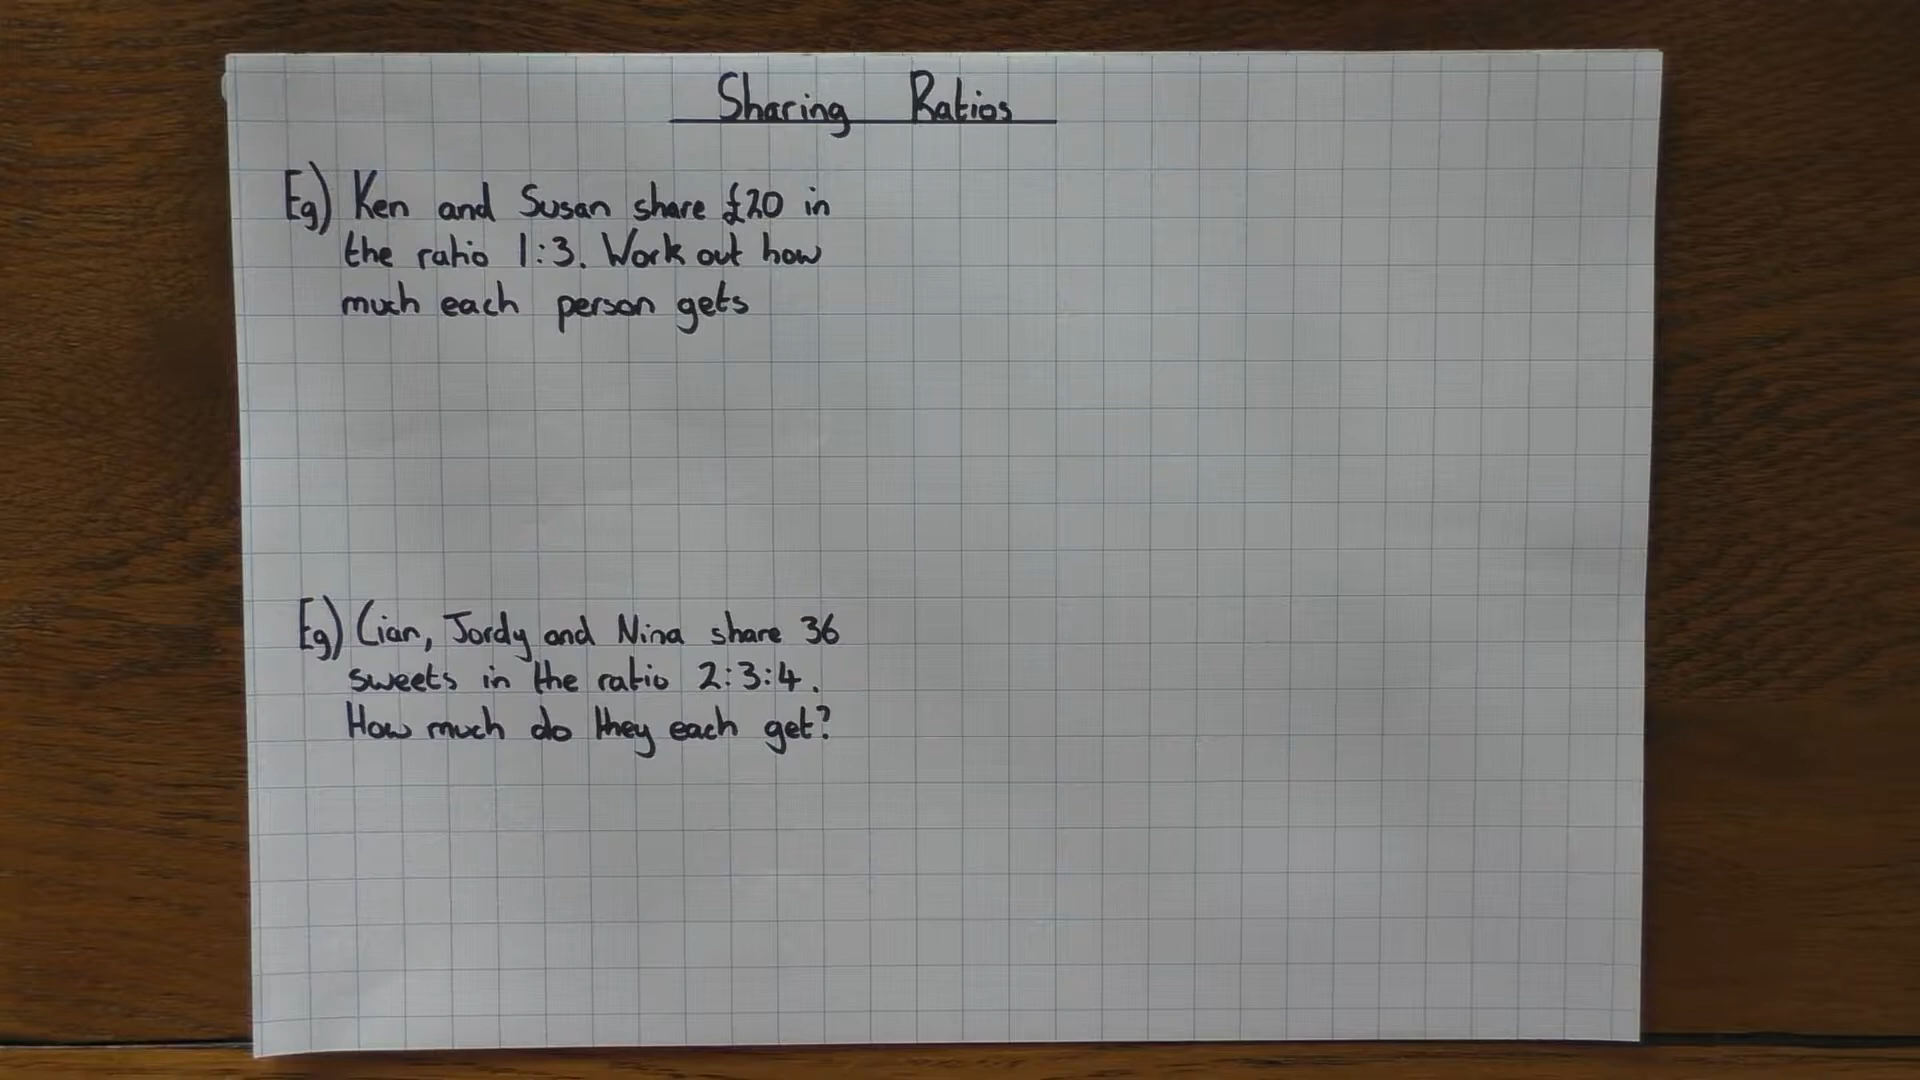 Sharing Ratios
Eg) Ken and Susan share £20 in
the ratio 1:3. Work out how
much each person gets
Eg) Cian, Jordy and Nina share 36
sweets in the ratio 2:3:4.
How much do they each get?